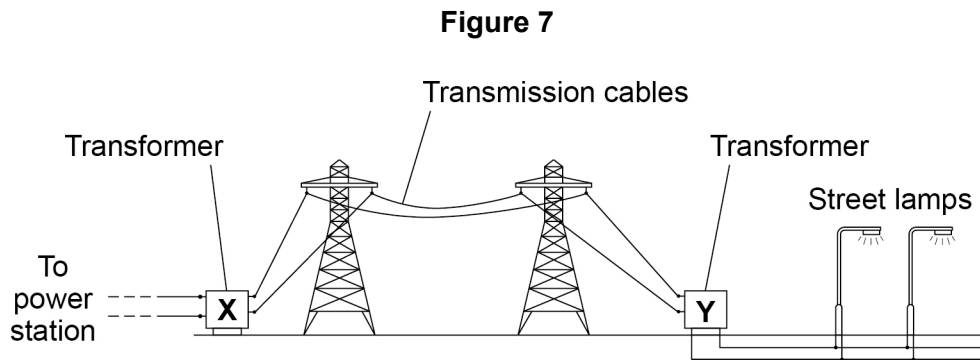 Figure 7
Transmission cables
Transformer
Transformer
Street lamps
To
power
station
X
Y